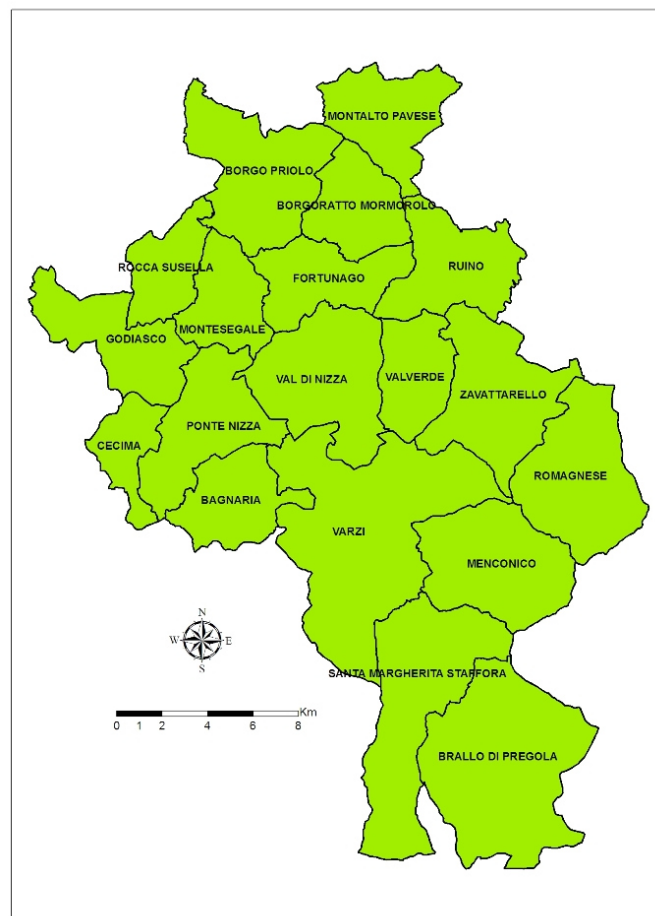 MONTALTO PAVESE
BORGO PRIOLO
BORGORATTO MORMOROLO
ROCCA SUSELLA
FORTUNAGO
RUINO
MONTESEGALE
GODIASCO
VAL DI NIZZA
VALVERDE
ZAVATTARELLO
CECIMA
PONTE NIZZA
ROMAGNESE
BAGNARIA
VARZI
MENCONICO
N
W
E
S
SANTA MARGHERITA STAFFORA
Km
0 1 2 4 6 8
BRALLO DI PREGOLA